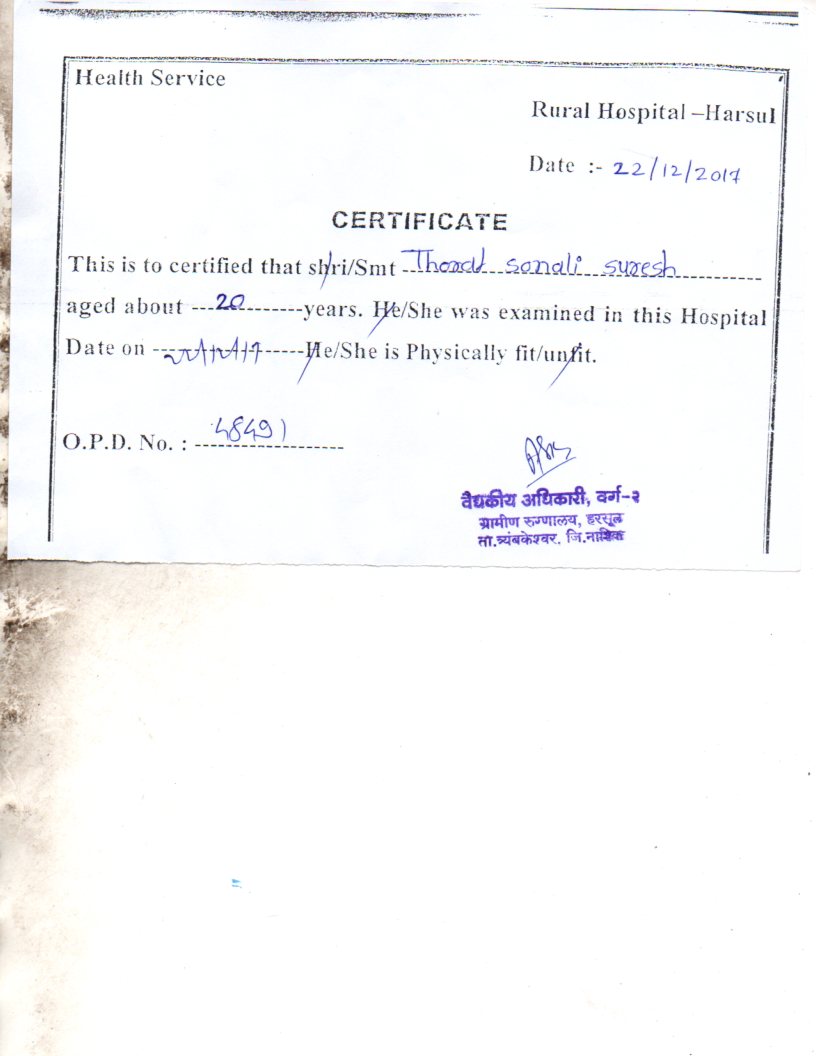 Health Service
Rural Hospital –Harsul
Date :- 22/12/2017
CERTIFICATE
This is to certified that shri/Smt Thorat sonali suresh
aged about 20 years. He/She was examined in this Hospital
Date on He/She is Physically fit/unfit.
O.P.D. No. : 48491
वैद्यकीय अधिकारी, वर्ग-२
ग्रामीण रुग्णालय, हरसूल
ता.त्र्यंबकेश्वर, जि.नाशिक